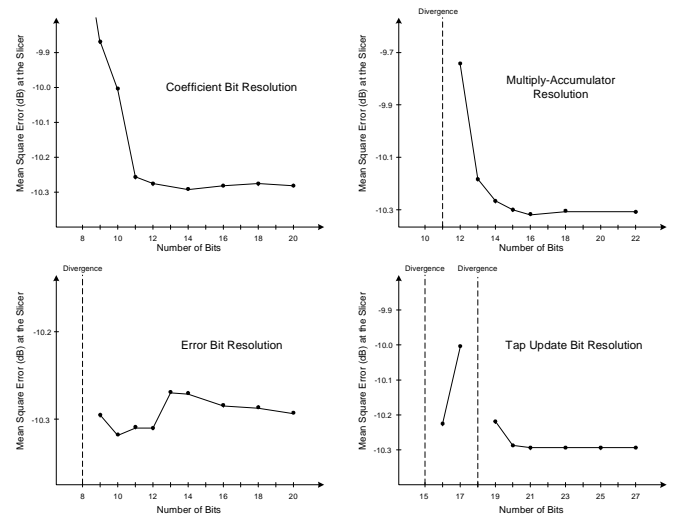 Mean Square Error (dB) at the Slicer
-9.9
-10.0
-10.1
-10.2
-10.3
Coefficient Bit Resolution
8 10 12 14 16 18 20
Number of Bits
Divergence
Mean Square Error (dB) at the Slicer
-9.7
-9.9
-10.1
-10.3
Multiply-Accumulator
Resolution
10 12 14 16 18 20 22
Number of Bits
Divergence
Mean Square Error (dB) at the Slicer
-10.2
-10.3
Error Bit Resolution
8 10 12 14 16 18 20
Number of Bits
Divergence Divergence
Mean Square Error (dB) at the Slicer
-9.9
-10.0
-10.1
-10.2
-10.3
Tap Update Bit Resolution
15 17 19 21 23 25 27
Number of Bits